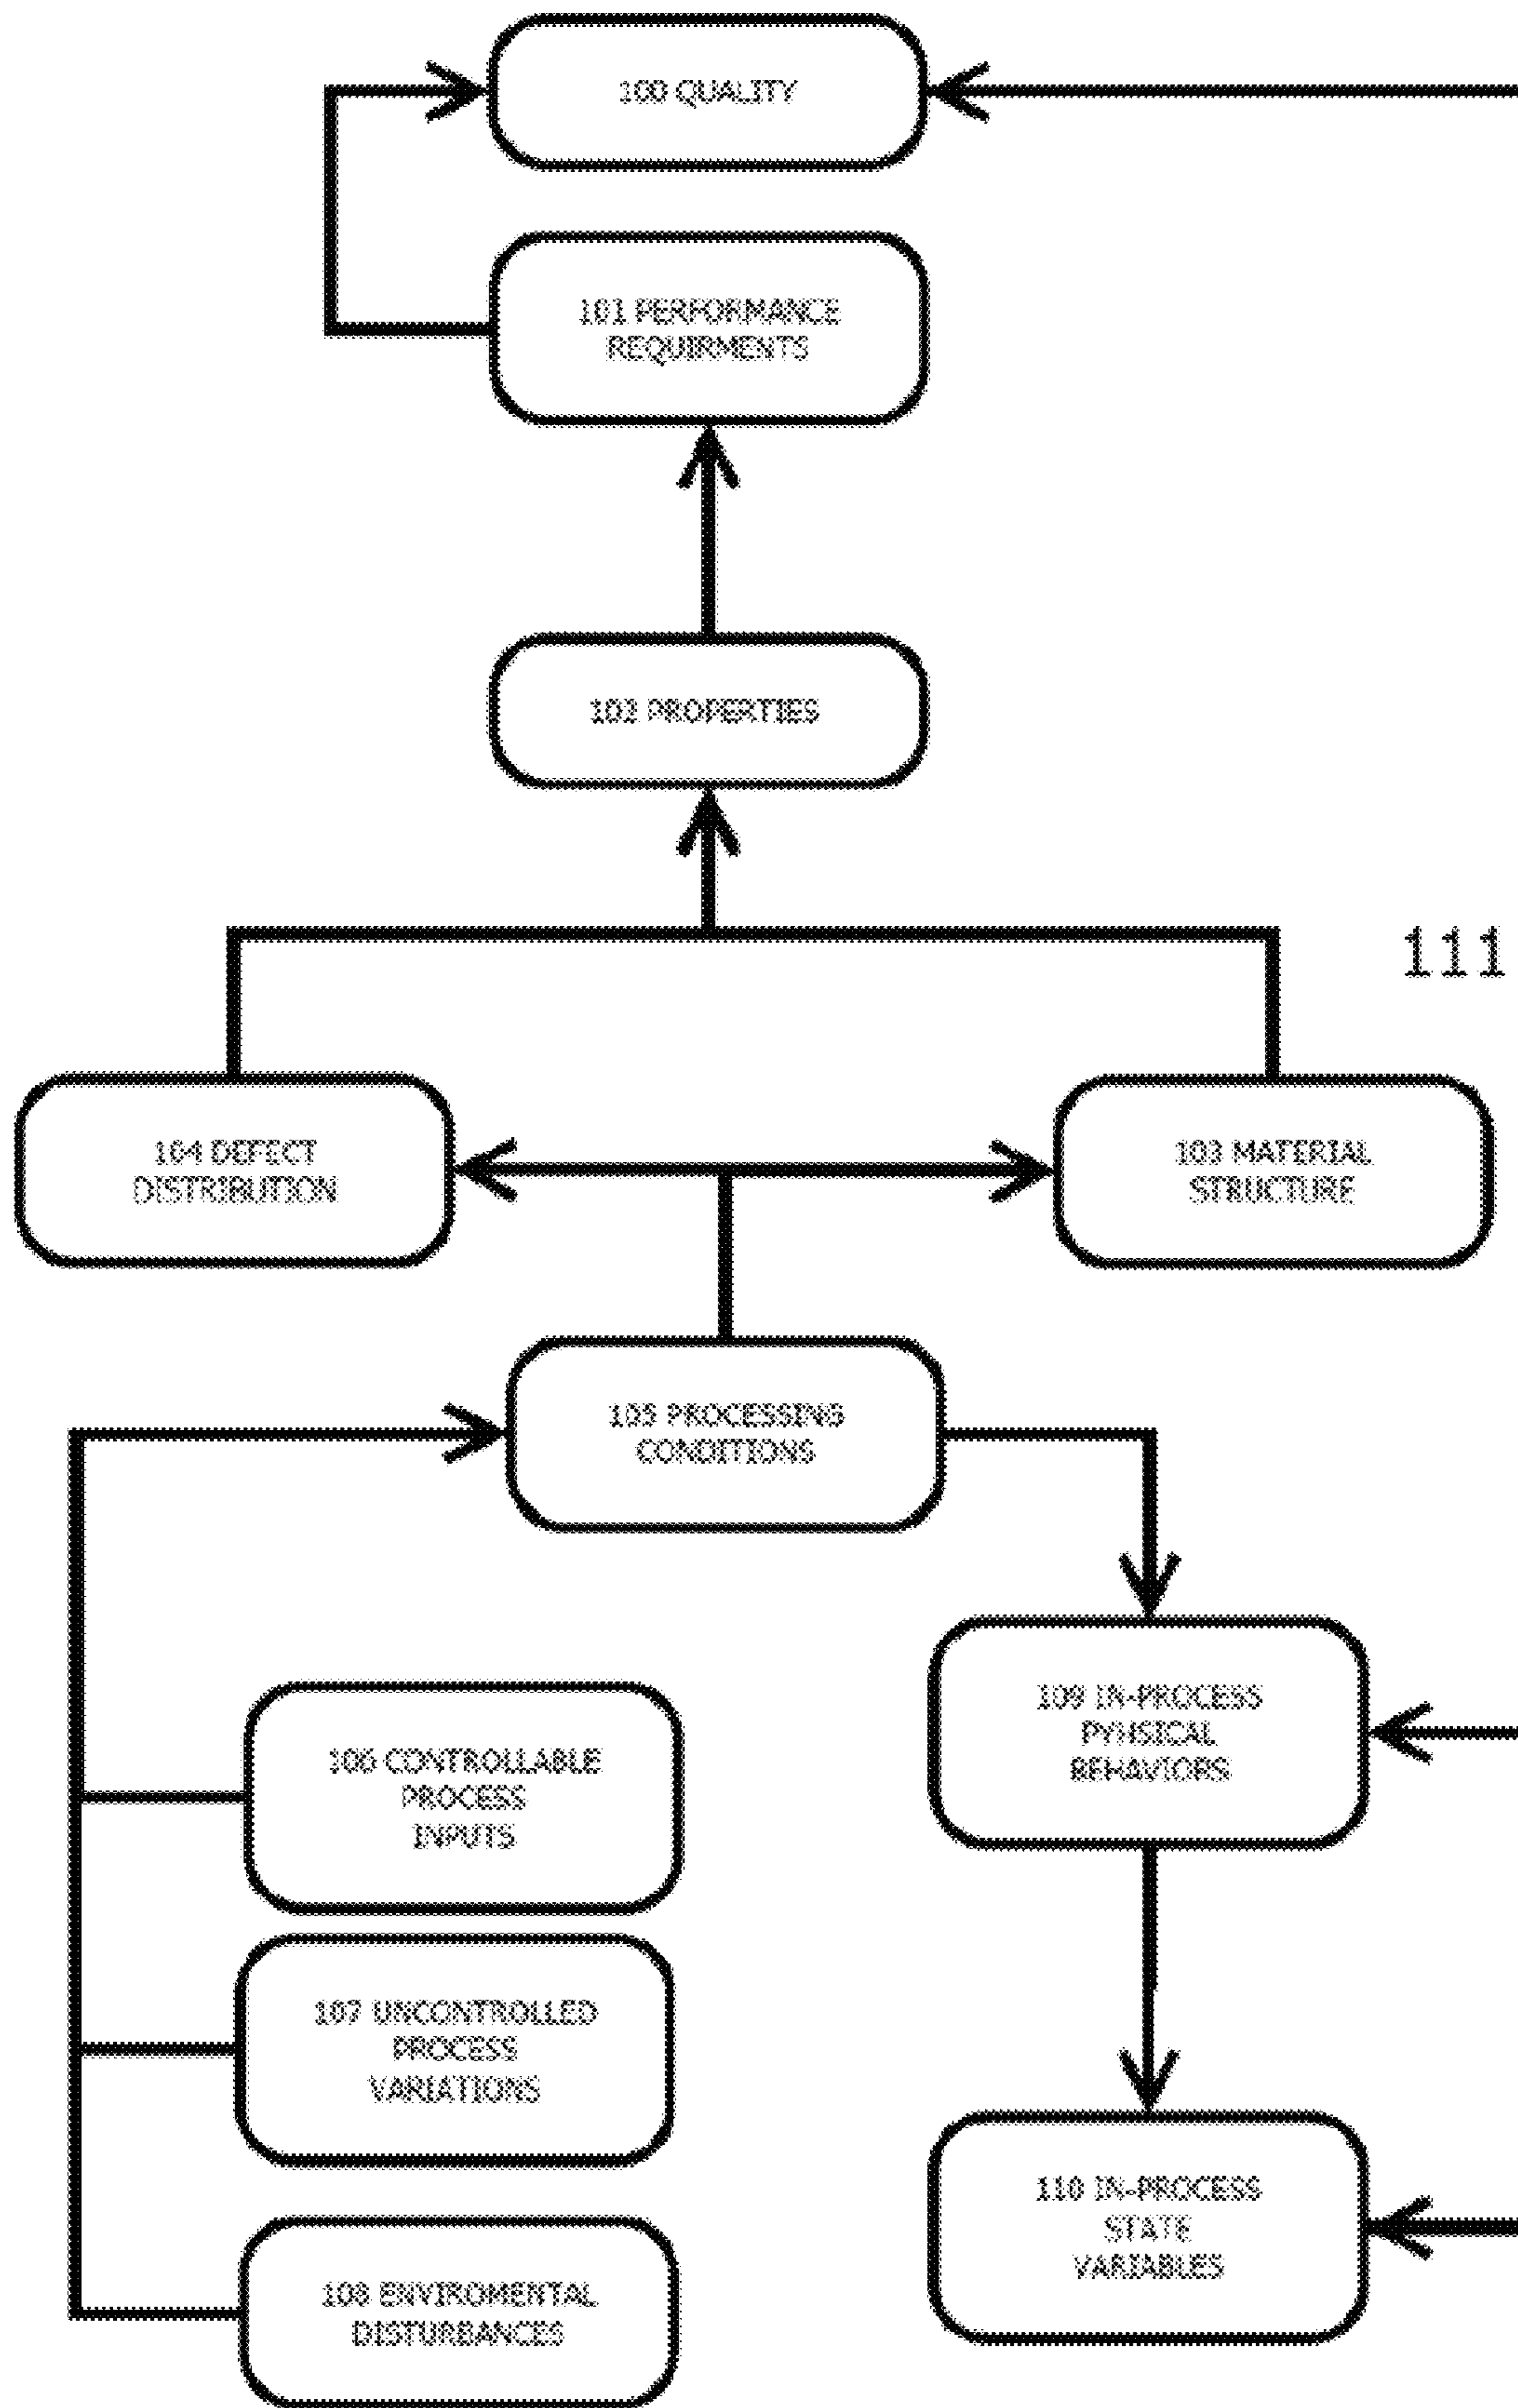 100 QUALITY
101 PERFORMANCE
REQUIRMENTS
102 PROPERTIES
111
104 DEFECT
DISTRIBUTION
103 MATERIAL
STRUCTURE
105 PROCESSING
CONDITIONS
109 IN-PROCESS
PYHSICAL
BEHAVIORS
106 CONTROLLABLE
PROCESS
INPUTS
107 UNCONTROLLED
PROCESS
VARIATIONS
110 IN-PROCESS
STATE
VARIABLES
108 ENVIROMENTAL
DISTURBANCES